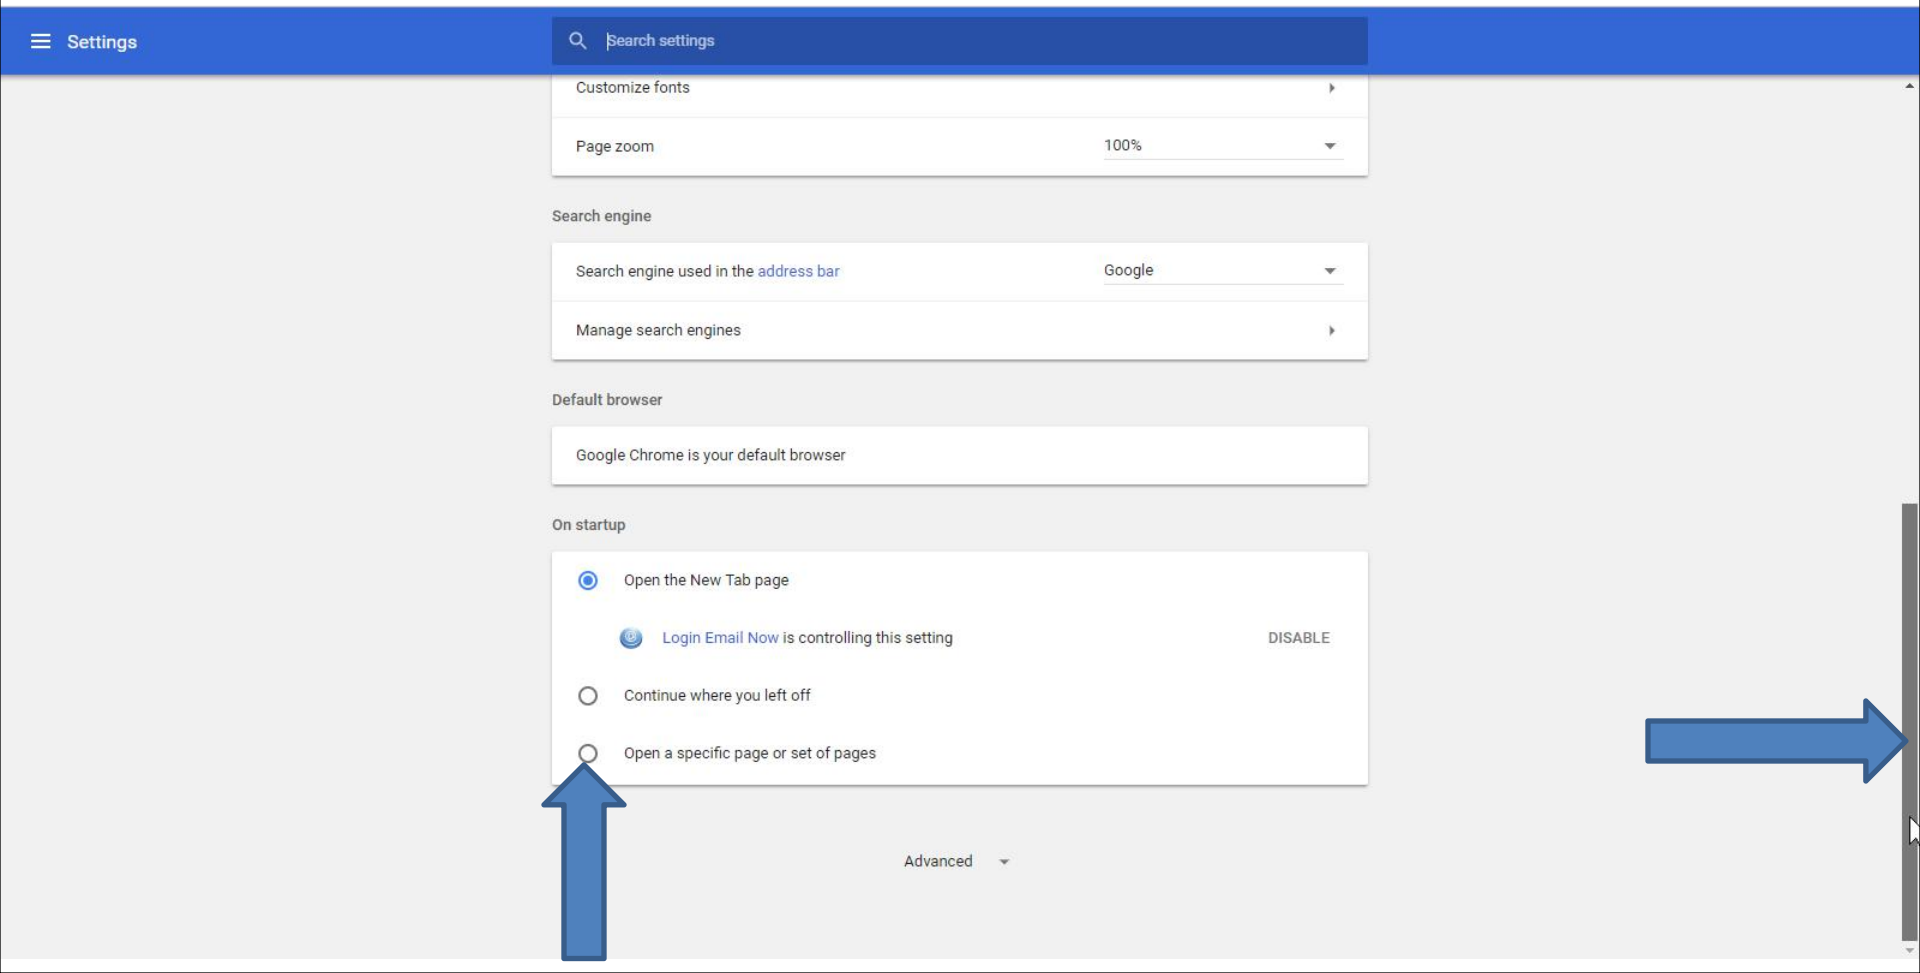 Settings
Search settings
Customize fonts
Page zoom 100%
Search engine
Search engine used in the address bar Google
Manage search engines
Default browser
Google Chrome is your default browser
On startup
Open the New Tab page
Login Email Now is controlling this setting DISABLE
Continue where you left off
Open a specific page or set of pages
Advanced